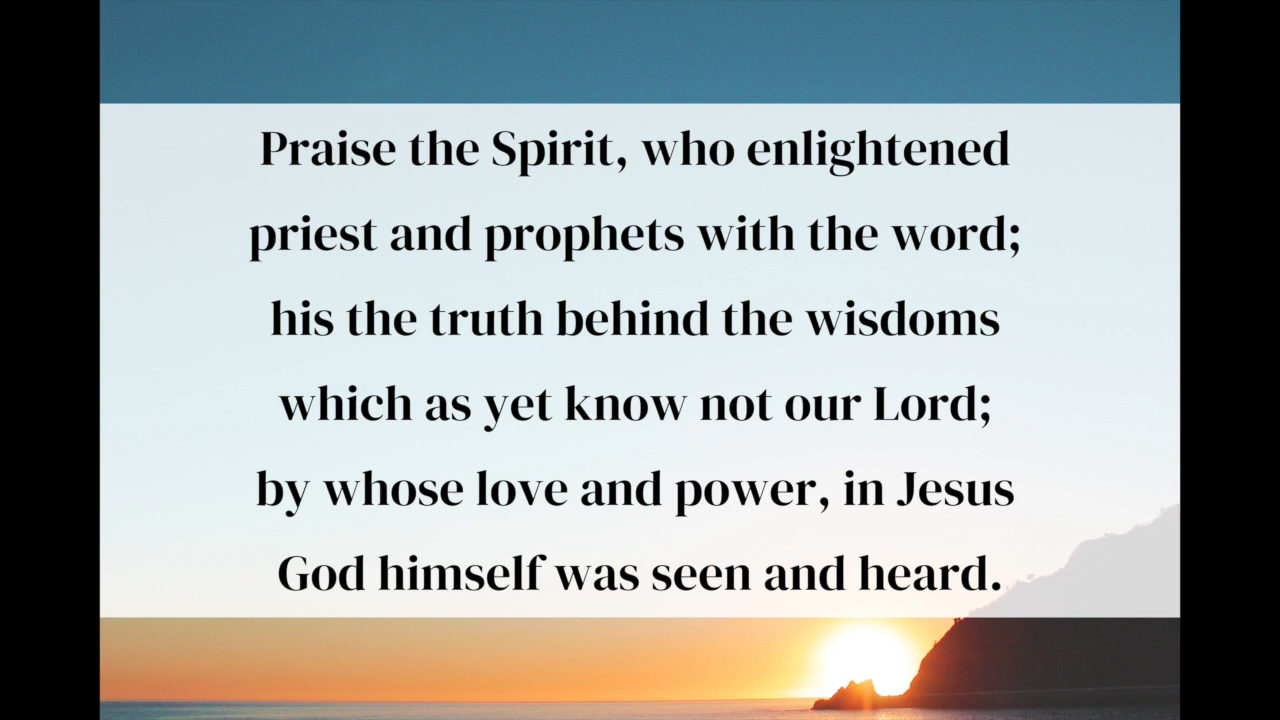 Praise the Spirit, who enlightened
priest and prophets with the word;
his the truth behind the wisdoms
which as yet know not our Lord;
by whose love and power, in Jesus
God himself was seen and heard.